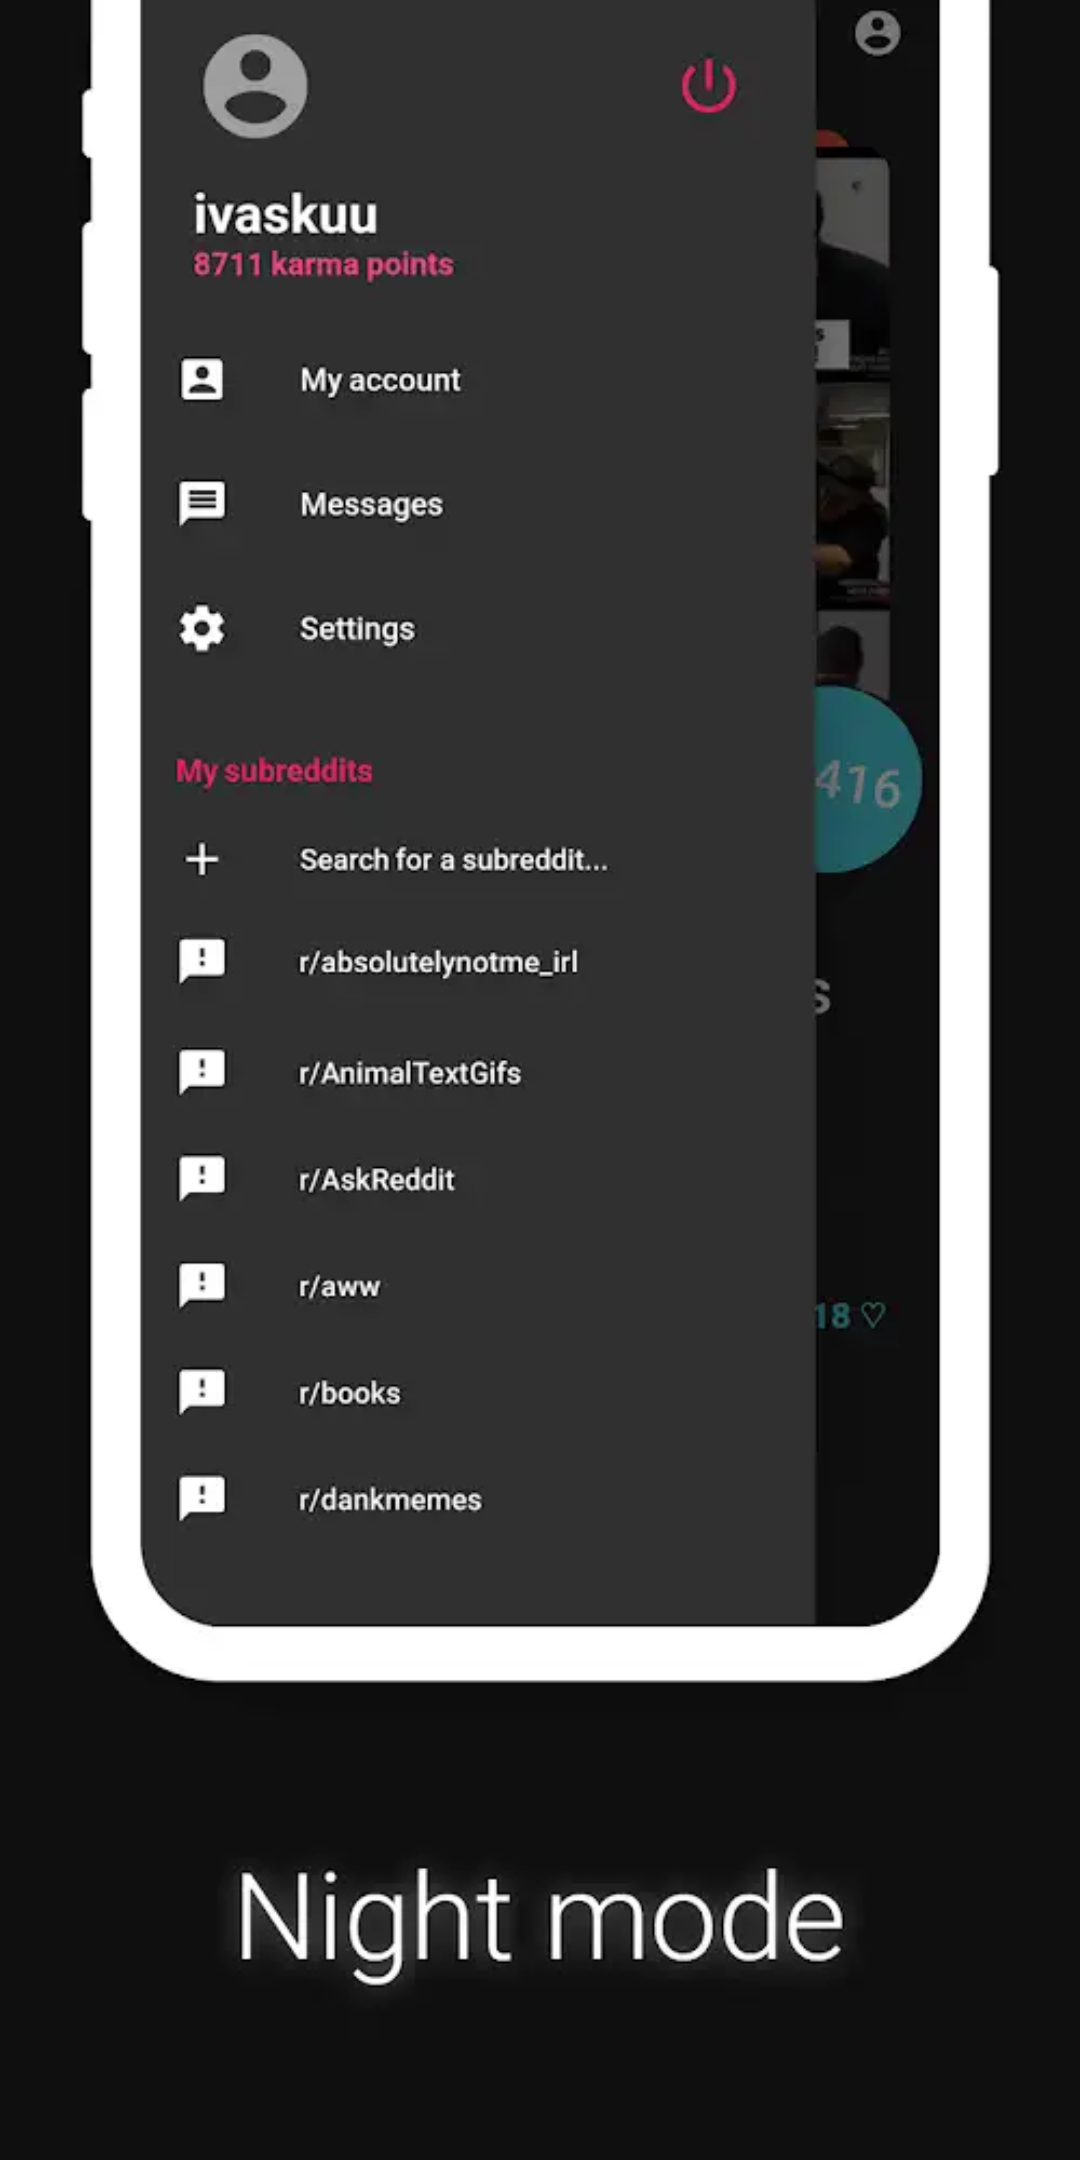 ivaskuu
8711 karma points
My account
Messages
Settings
My subreddits
416
Search for a subreddit...
r/absolutelynotme_irl
s
r/AnimalTextGifs
r/AskReddit
r/aww
18 ♡
r/books
r/dankmemes
Night mode